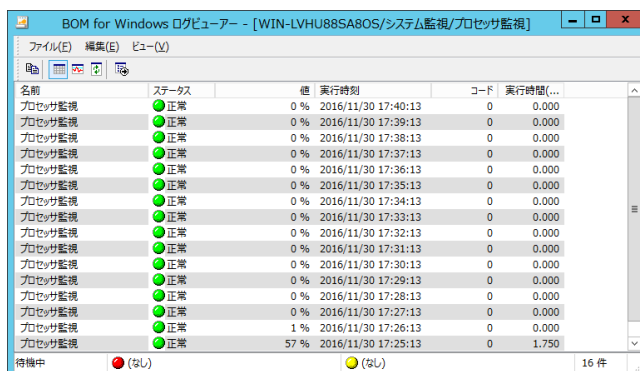 BOM for Windows ログビューアー - [WIN-LVHU88SA8OS/システム監視/プロセッサ監視]
ファイル(F) 編集(E) ビュー(V)
名前 ステータス 値 実行時刻 コード 実行時間(...
プロセッサ監視 正常 0 % 2016/11/30 17:40:13 0 0.000
プロセッサ監視 正常 0 % 2016/11/30 17:39:13 0 0.000
プロセッサ監視 正常 0 % 2016/11/30 17:38:13 0 0.000
プロセッサ監視 正常 0 % 2016/11/30 17:37:13 0 0.000
プロセッサ監視 正常 0 % 2016/11/30 17:36:13 0 0.000
プロセッサ監視 正常 0 % 2016/11/30 17:35:13 0 0.000
プロセッサ監視 正常 0 % 2016/11/30 17:34:13 0 0.000
プロセッサ監視 正常 0 % 2016/11/30 17:33:13 0 0.000
プロセッサ監視 正常 0 % 2016/11/30 17:32:13 0 0.000
プロセッサ監視 正常 0 % 2016/11/30 17:31:13 0 0.000
プロセッサ監視 正常 0 % 2016/11/30 17:30:13 0 0.000
プロセッサ監視 正常 0 % 2016/11/30 17:29:13 0 0.000
プロセッサ監視 正常 0 % 2016/11/30 17:28:13 0 0.000
プロセッサ監視 正常 0 % 2016/11/30 17:27:13 0 0.000
プロセッサ監視 正常 1 % 2016/11/30 17:26:13 0 0.000
プロセッサ監視 正常 57 % 2016/11/30 17:25:13 0 1.750
待機中 (なし) (なし) 16 件